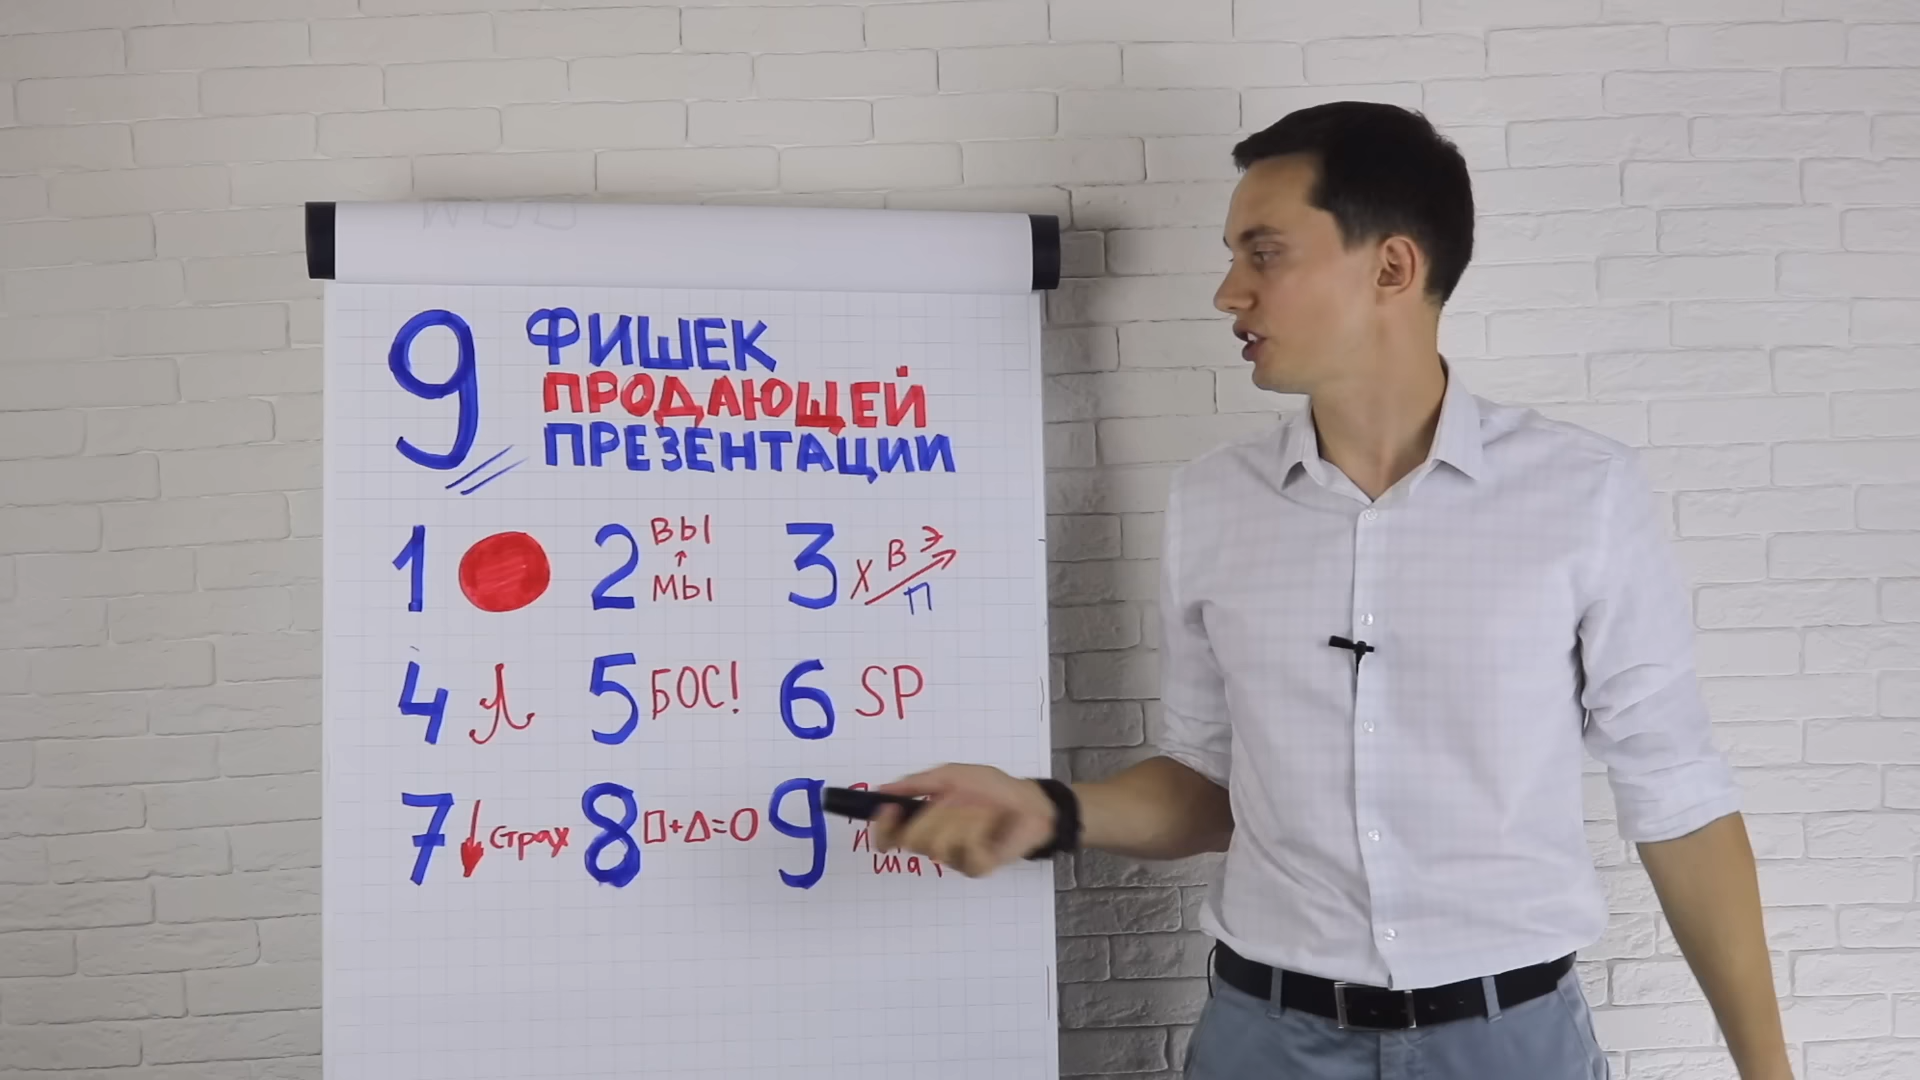 9 ФИШЕК
ПРОДАЮЩЕЙ
ПРЕЗЕНТАЦИИ
1
2 ВЫ
↑
МЫ
3 Х В Э
П
4 Л
5 БОС!
6 SP
7 ↓ страх
8 □+△=О
9